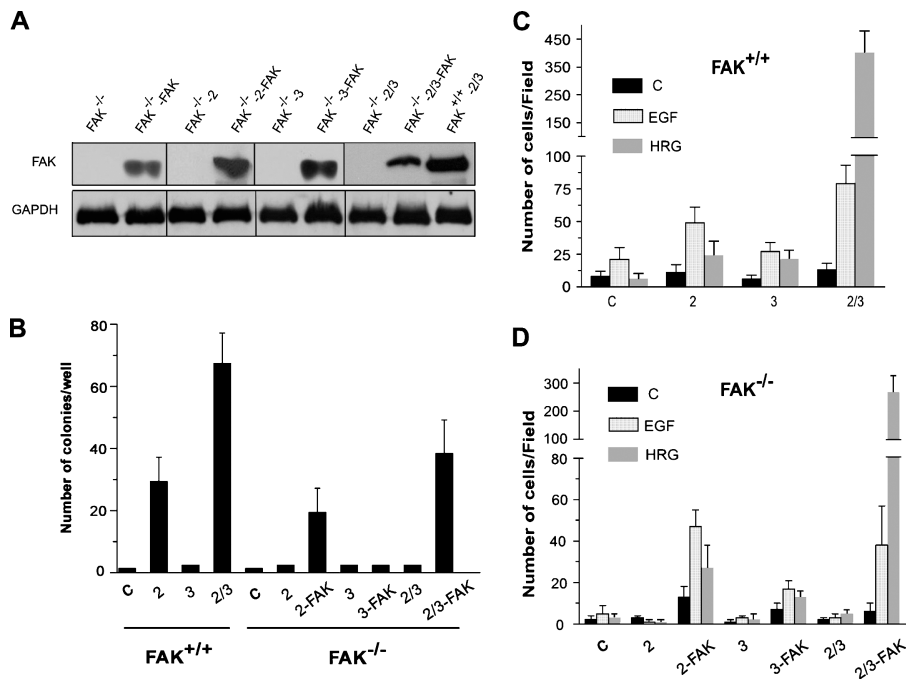 A
FAK-/-
FAK-/- -FAK
FAK-/- -2
FAK-/- -2-FAK
FAK-/- -3
FAK-/- -3-FAK
FAK-/- -2/3
FAK-/- -2/3-FAK
FAK+/+ -2/3
FAK
GAPDH
B
Number of colonies/well
80
60
40
20
0
C 2 3 2/3 C 2 2-FAK 3 3-FAK 2/3 2/3-FAK
FAK+/+ FAK-/-
C
Number of cells/Field
450
350
250
150
100
75
50
25
0
FAK+/+
C
EGF
HRG
C 2 3 2/3
D
Number of cells/Field
300
200
100
80
60
40
20
0
FAK-/-
C
EGF
HRG
C 2 2-FAK 3 3-FAK 2/3 2/3-FAK